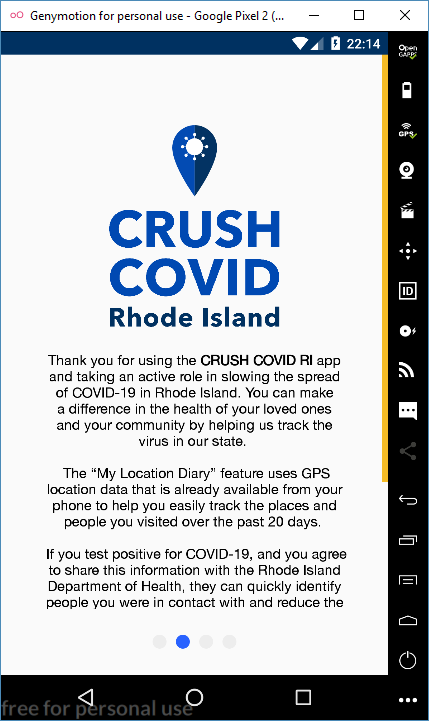 Genymotion for personal use - Google Pixel 2 (...
22:14
Open
GAPPS
GPS
ID
CRUSH
COVID
Rhode Island
Thank you for using the CRUSH COVID RI app
and taking an active role in slowing the spread
of COVID-19 in Rhode Island. You can make
a difference in the health of your loved ones
and your community by helping us track the
virus in our state.
The “My Location Diary” feature uses GPS
location data that is already available from your
phone to help you easily track the places and
people you visited over the past 20 days.
If you test positive for COVID-19, and you agree
to share this information with the Rhode Island
Department of Health, they can quickly identify
people you were in contact with and reduce the
free for personal use